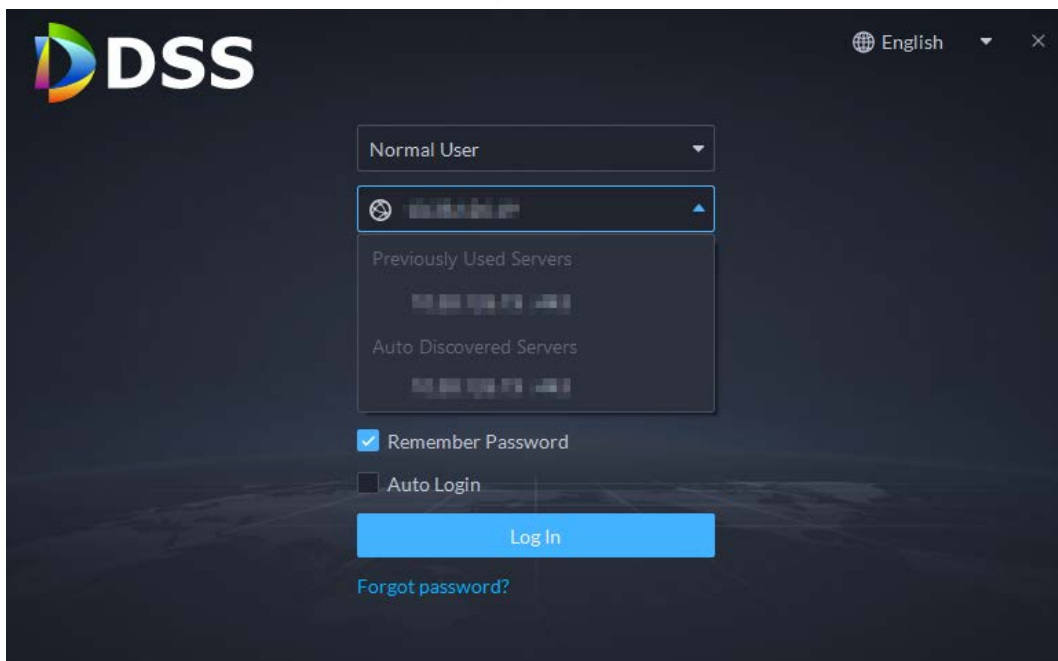 DSS
English
Normal User
Previously Used Servers
Auto Discovered Servers
Remember Password
Auto Login
Log In
Forgot password?